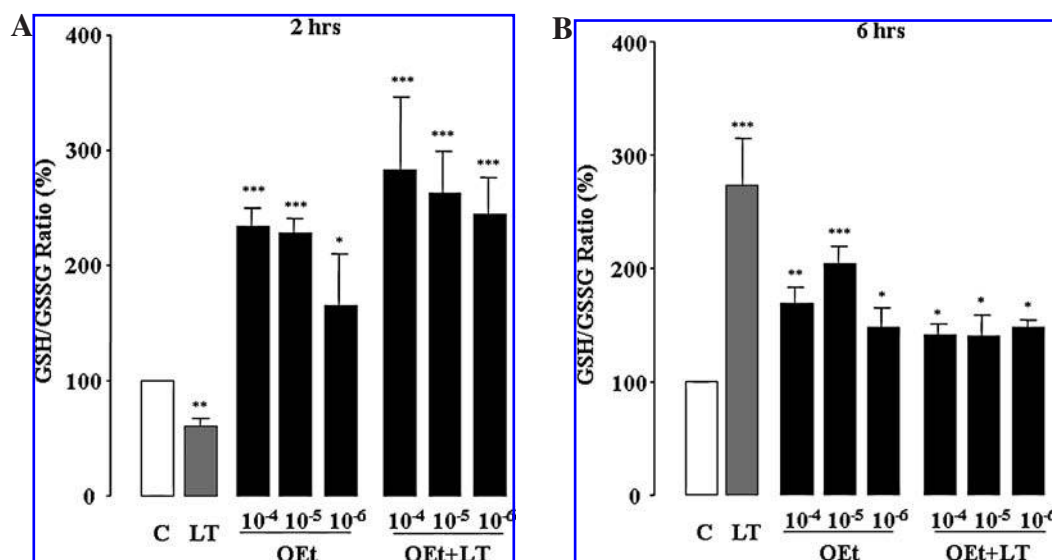 A
2 hrs
400
300
200
100
0
GSH/GSSG Ratio (%)
***
***
***
***
***
*
**
C LT 10-4 10-5 10-6 10-4 10-5 10-6
OEt OEt+LT
B
6 hrs
400
300
200
100
0
GSH/GSSG Ratio (%)
***
***
**
*
*
*
*
C LT 10-4 10-5 10-6 10-4 10-5 10-6
OEt OEt+LT